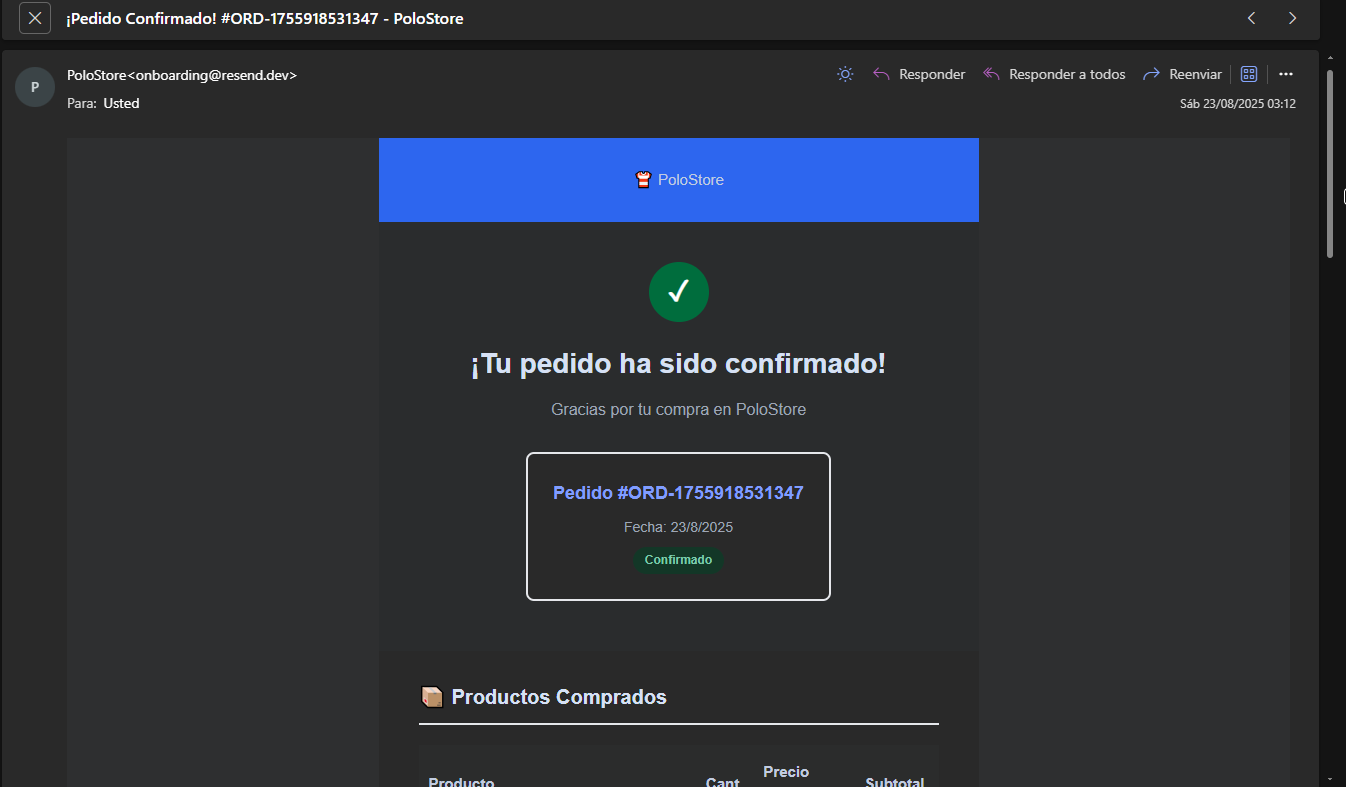 ¡Pedido Confirmado! #ORD-1755918531347 - PoloStore
P
PoloStore<onboarding@resend.dev>
Responder
Responder a todos
Reenviar
Para: Usted
Sáb 23/08/2025 03:12
PoloStore
¡Tu pedido ha sido confirmado!
Gracias por tu compra en PoloStore
Pedido #ORD-1755918531347
Fecha: 23/8/2025
Confirmado
Productos Comprados
Precio
Producto Cant Subtotal